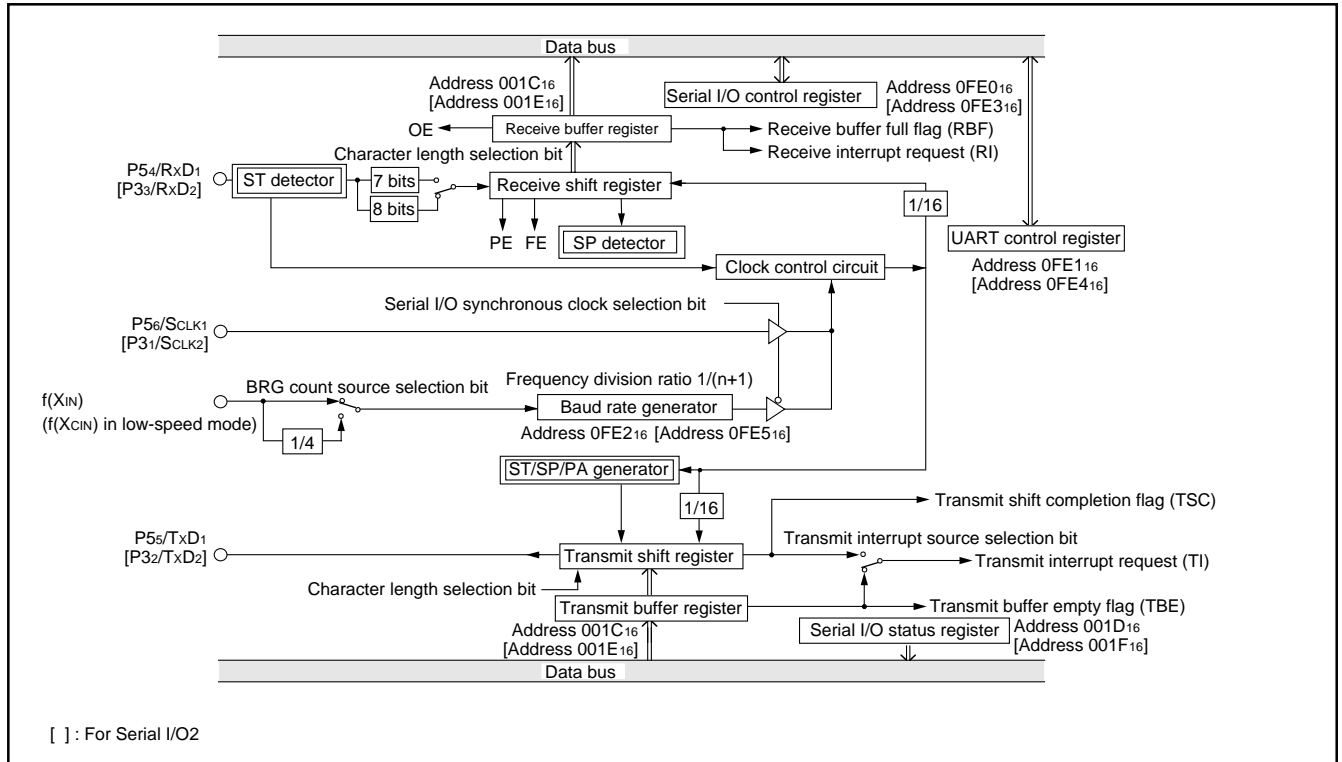 Data bus
Address 001C16
[Address 001E16]
Serial I/O control register
Address 0FE016
[Address 0FE316]
OE
Receive buffer register
Receive buffer full flag (RBF)
Receive interrupt request (RI)
Character length selection bit
P54/RxD1
[P33/RxD2]
ST detector
7 bits
8 bits
Receive shift register
1/16
PE
FE
SP detector
UART control register
Address 0FE116
[Address 0FE416]
Clock control circuit
Serial I/O synchronous clock selection bit
P56/SCLK1
[P31/SCLK2]
BRG count source selection bit
Frequency division ratio 1/(n+1)
f(XIN)
(f(XCIN) in low-speed mode)
1/4
Baud rate generator
Address 0FE216 [Address 0FE516]
ST/SP/PA generator
1/16
Transmit shift completion flag (TSC)
Transmit interrupt source selection bit
P55/TxD1
[P32/TxD2]
Transmit shift register
Transmit interrupt request (TI)
Character length selection bit
Transmit buffer register
Transmit buffer empty flag (TBE)
Address 001C16
[Address 001E16]
Serial I/O status register
Address 001D16
[Address 001F16]
Data bus
[ ] : For Serial I/O2